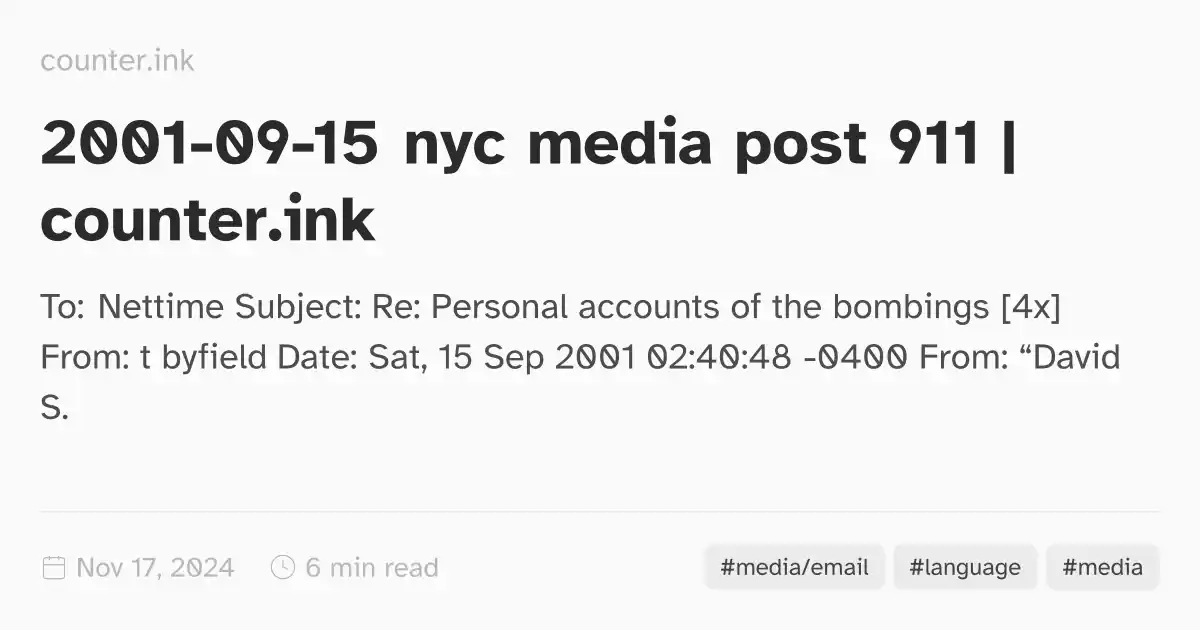 counter.ink
2001-09-15 nyc media post 911 |
counter.ink
To: Nettime Subject: Re: Personal accounts of the bombings [4x]
From: t byfield Date: Sat, 15 Sep 2001 02:40:48 -0400 From: “David
S.
Nov 17, 2024 6 min read #media/email #language #media